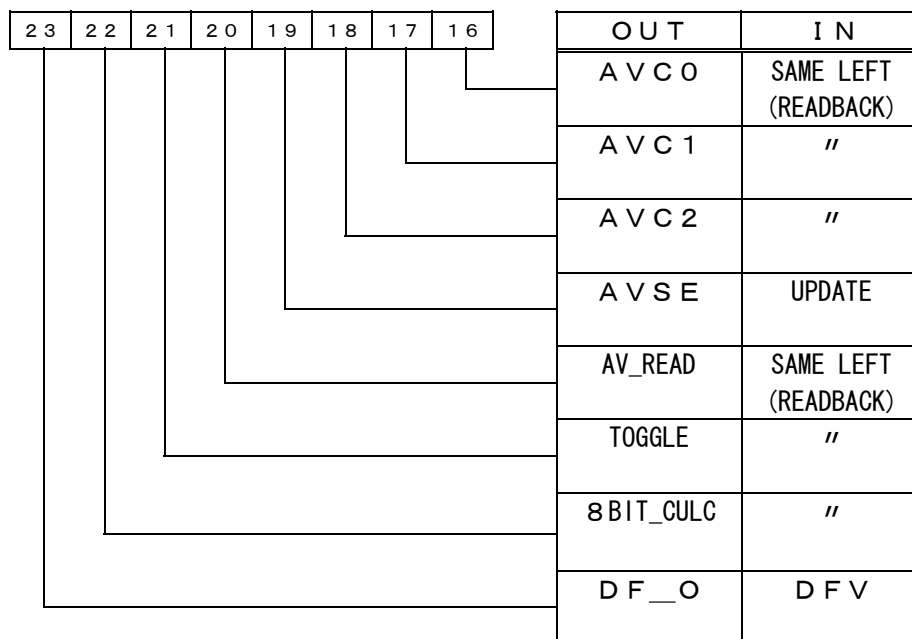 23 22 21 20 19 18 17 16
OUT IN
AVC0 SAME LEFT
(READBACK)
AVC1 〃
AVC2 〃
AVSE UPDATE
AV_READ SAME LEFT
(READBACK)
TOGGLE 〃
8BIT_CULC 〃
DF__O DFV